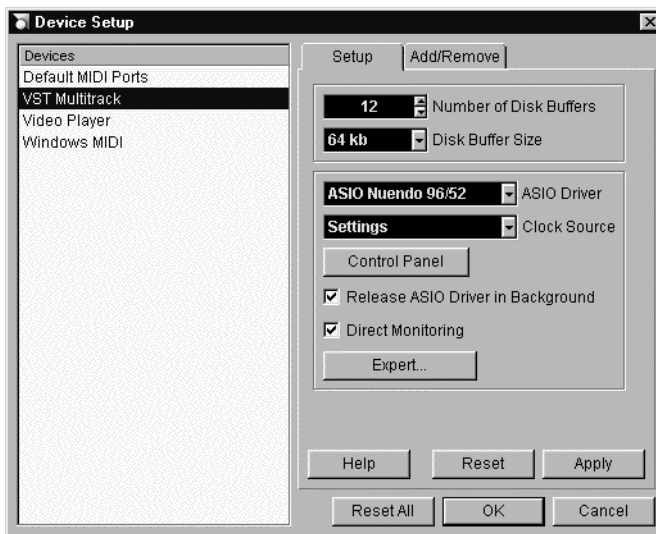 Device Setup
Devices
Default MIDI Ports
VST Multitrack
Video Player
Windows MIDI
Setup
Add/Remove
12
Number of Disk Buffers
64 kb
Disk Buffer Size
ASIO Nuendo 96/52
ASIO Driver
Settings
Clock Source
Control Panel
Release ASIO Driver in Background
Direct Monitoring
Expert...
Help
Reset
Apply
Reset All
OK
Cancel